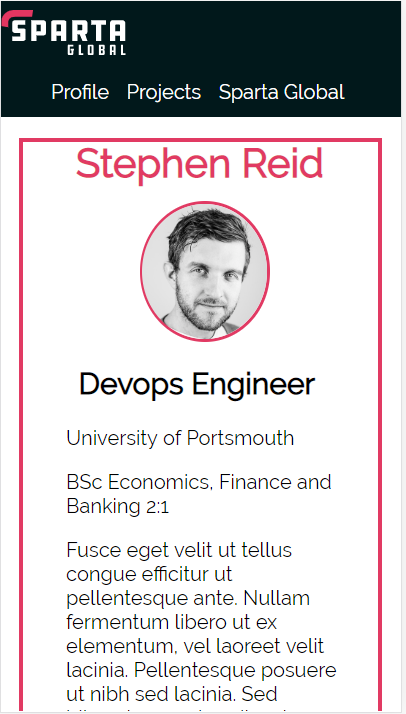 SPARTA
GLOBAL
Profile Projects Sparta Global
Stephen Reid
Devops Engineer
University of Portsmouth
BSc Economics, Finance and
Banking 2:1
Fusce eget velit ut tellus
congue efficitur ut
pellentesque ante. Nullam
fermentum libero ut ex
elementum, vel laoreet velit
lacinia. Pellentesque posuere
ut nibh sed lacinia. Sed